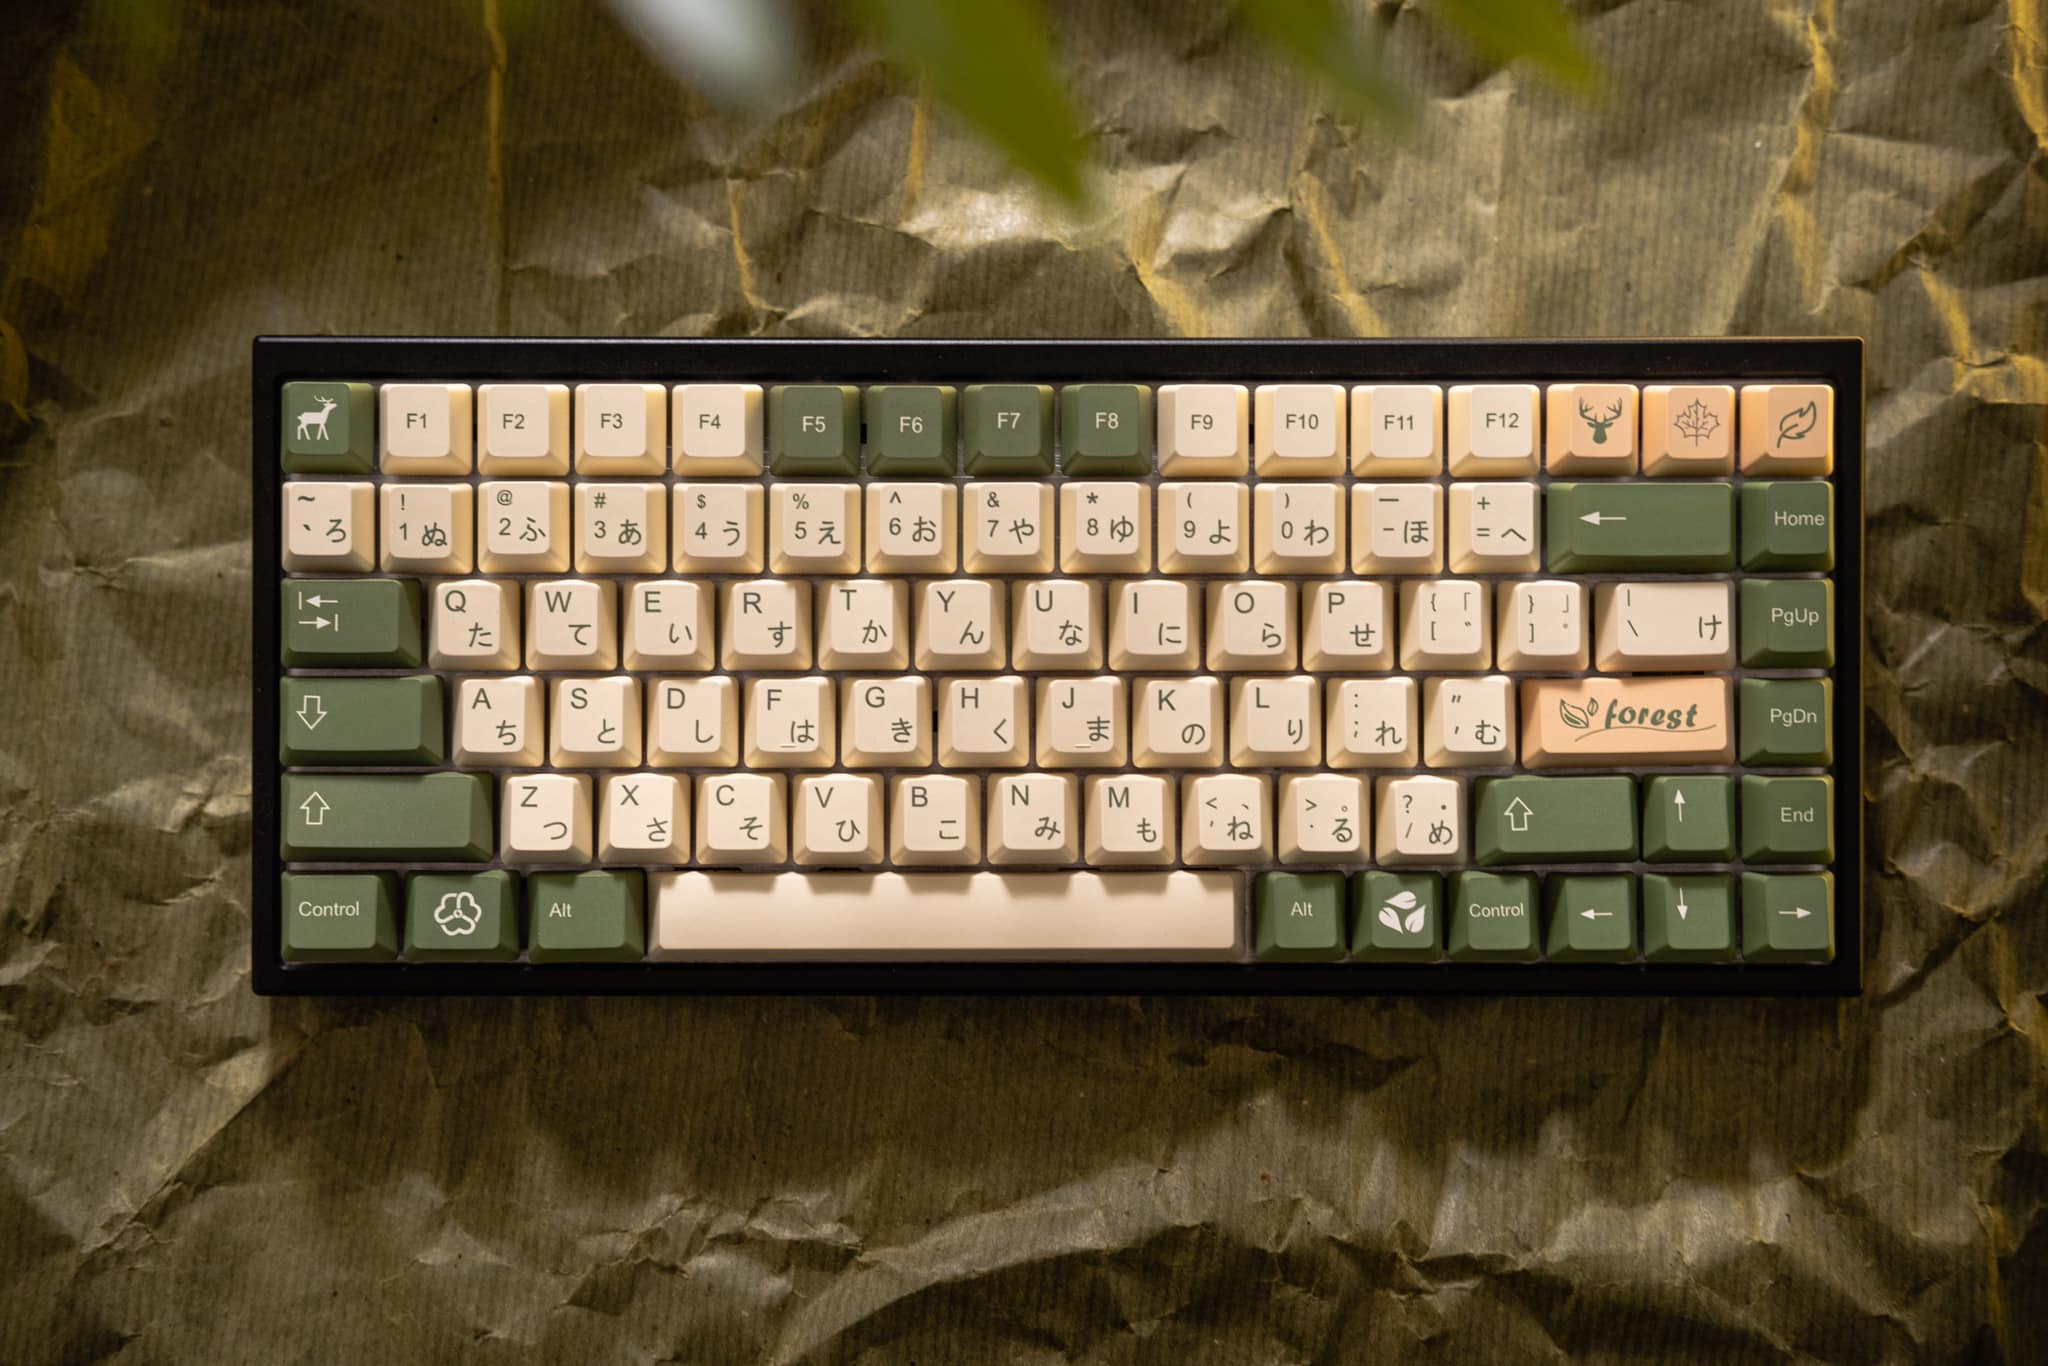 F1 F2 F3 F4 F5 F6 F7 F8 F9 F10 F11 F12
~ ! @ # $ % ^ & * ( ) — +
` ろ 1 ぬ 2 ふ 3 あ 4 う 5 え 6 お 7 や 8 ゆ 9 よ 0 わ - ほ = へ ← Home
Q W E R T Y U I O P { 「 } 」 | PgUp
た て い す か ん な に ら せ [ ゛ ] ゜ \ け
A S D F G H J K L : " forest PgDn
ち と し は き く ま の り ; れ ' む
Z X C V B N M < 、 > 。 ? ・ ↑ End
つ さ そ ひ こ み も , ね . る / め
Control Alt Alt Control ← ↓ →